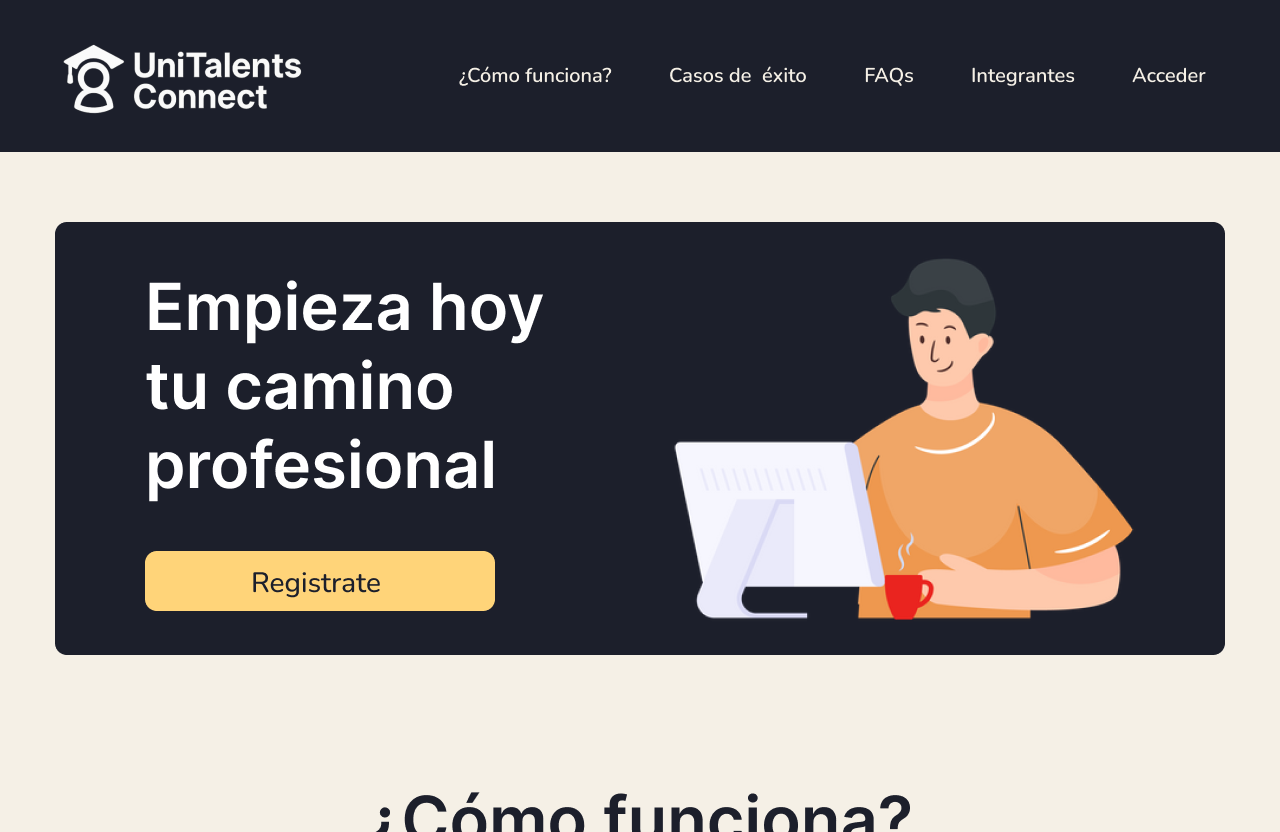 UniTalents
Connect
¿Cómo funciona?
Casos de  éxito
FAQs
Integrantes
Acceder
Empieza hoy
tu camino
profesional
Registrate
¿Cómo funciona?